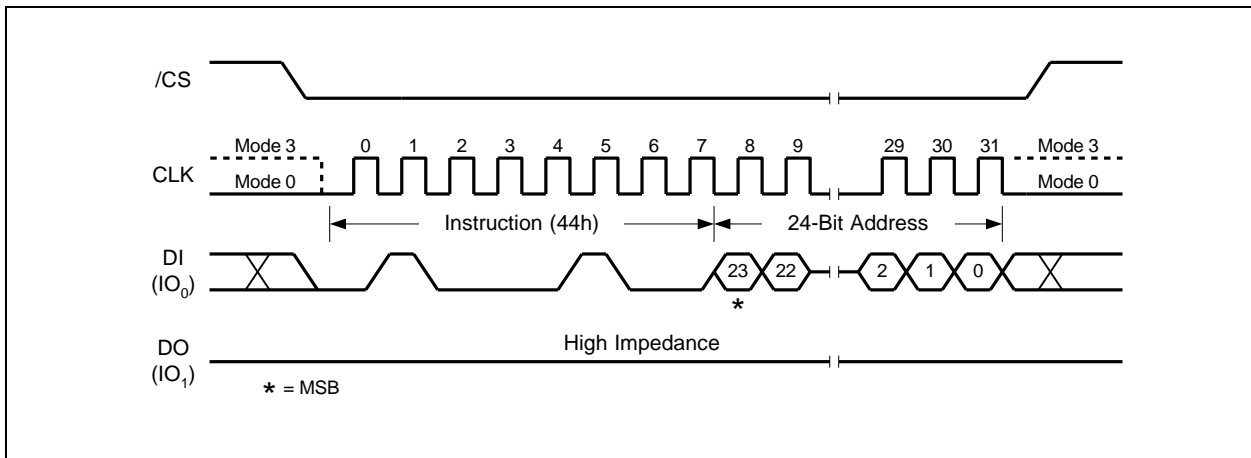 /CS
Mode 3 0 1 2 3 4 5 6 7 8 9 29 30 31 Mode 3
CLK
Mode 0 Mode 0
Instruction (44h) 24-Bit Address
DI
(IO0)
23 22 2 1 0
*
High Impedance
DO
(IO1)
* = MSB